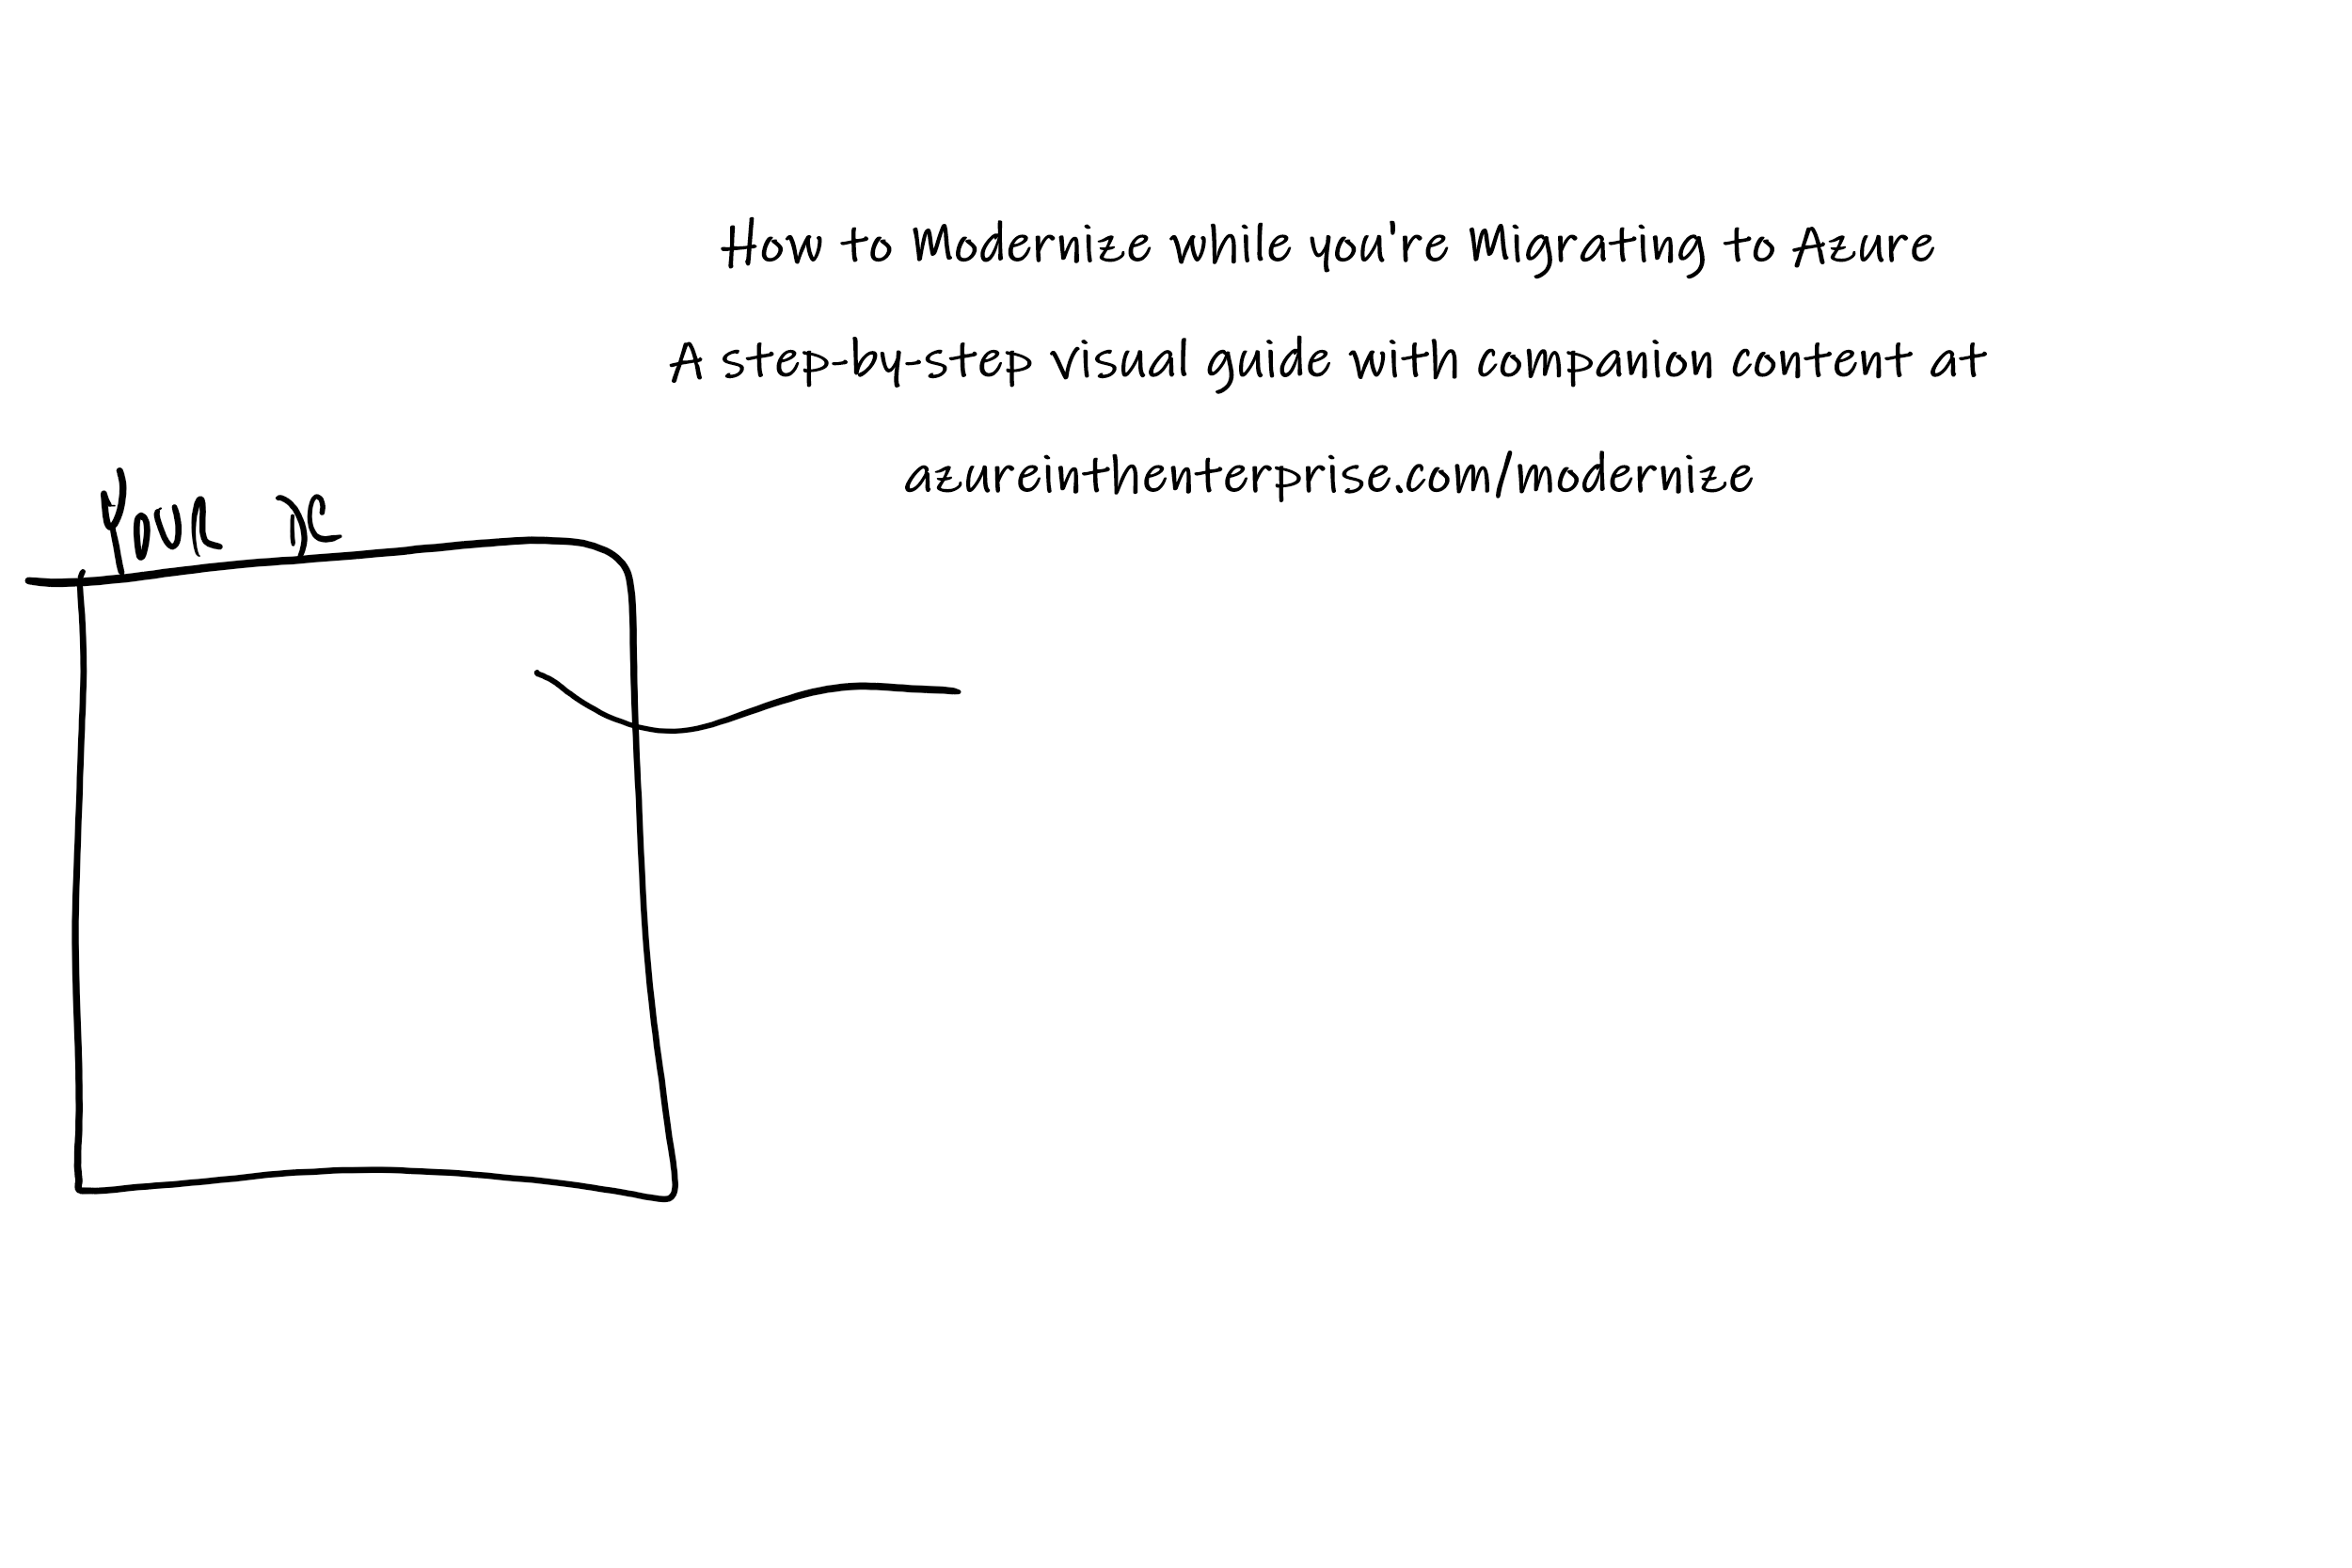 How to Modernize while you're Migrating to Azure
A step-by-step visual guide with companion content at
azureintheenterprise.com/modernize
YOUR DC